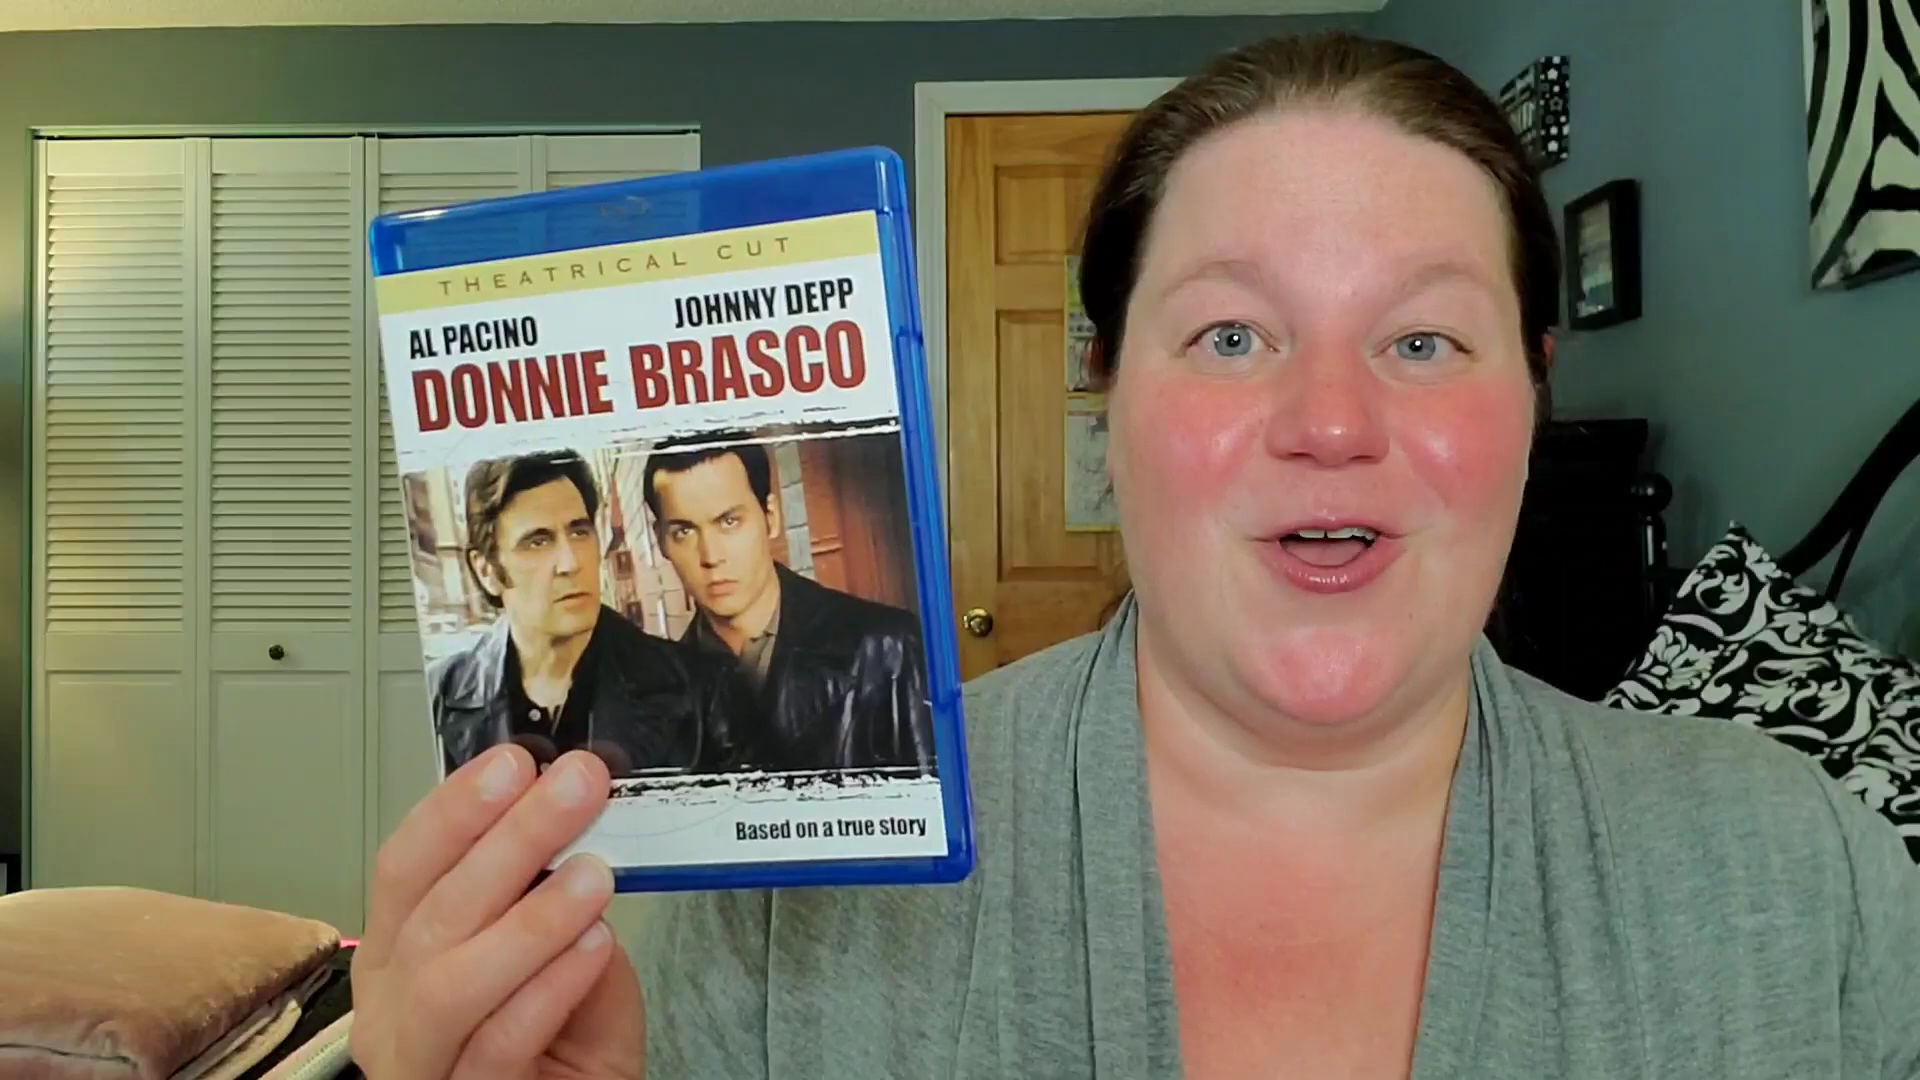 THEATRICAL CUT
AL PACINO JOHNNY DEPP
DONNIE BRASCO
Based on a true story